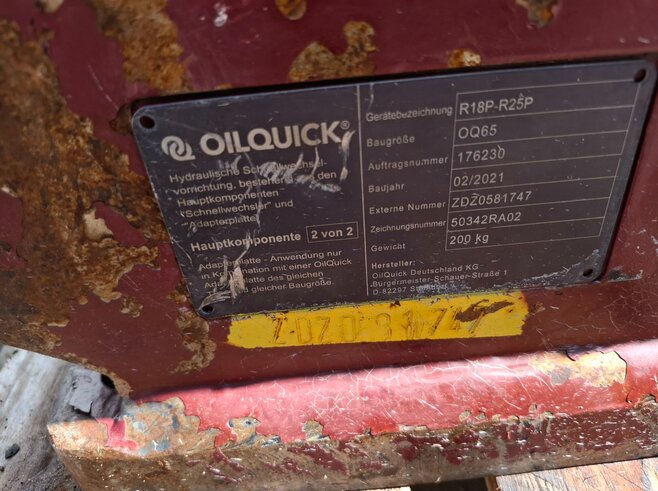 OILQUICK®
Hydraulische Schnellwechsel-
vorrichtung, bestehend den
Hauptkomponenten
"Schnellwechsler" und
"Adapterplatte"
Hauptkomponente 2 von 2
Adapterplatte - Anwendung nur
in Kombination mit einer OilQuick
platte des gleichen
und gleicher Baugröße.
Gerätebezeichnung R18P-R25P
Baugröße OQ65
Auftragsnummer 176230
Baujahr 02/2021
Externe Nummer ZDZ0581747
Zeichnungsnummer 50342RA02
Gewicht 200 kg
Hersteller:
OilQuick Deutschland KG
Bürgermeister-Schauer-Straße 1
D-82297